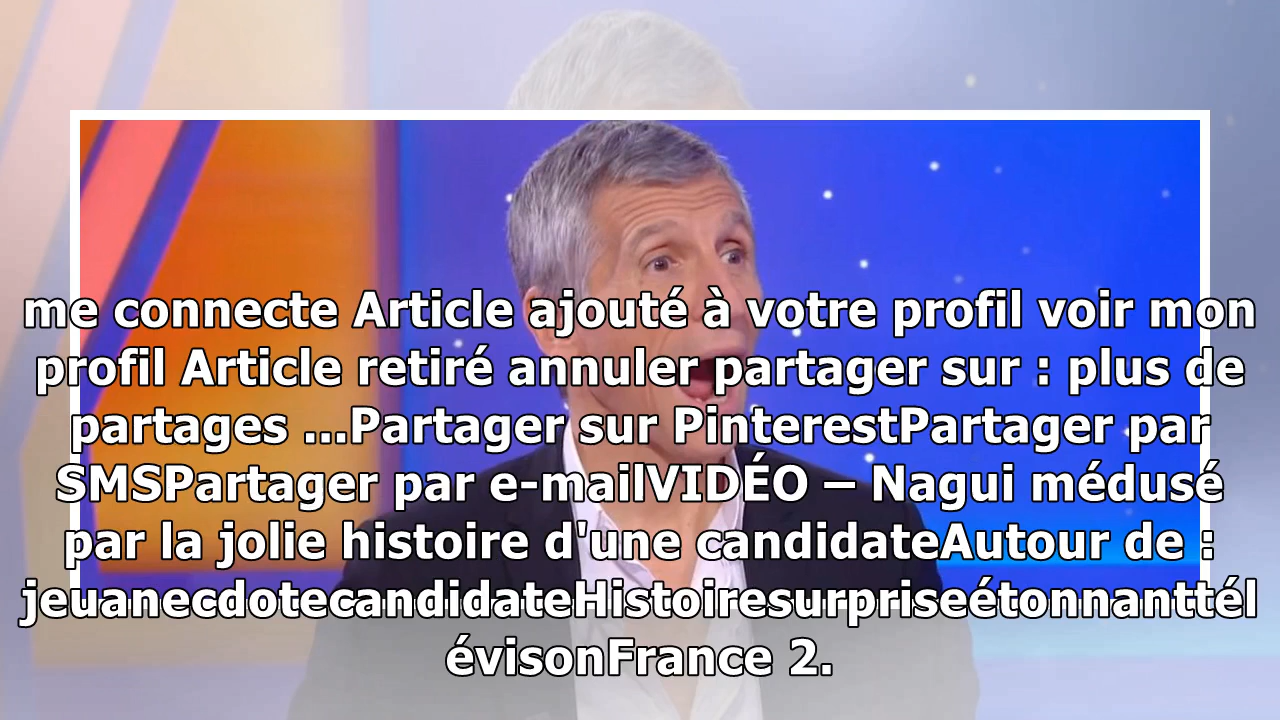 me connecte Article ajouté à votre profil voir mon
profil Article retiré annuler partager sur : plus de
partages ...Partager sur PinterestPartager par
SMSPartager par e-mailVIDÉO – Nagui médusé
par la jolie histoire d'une candidateAutour de :
jeuanecdotecandidateHistoiresurpriseétonnanttél
évisonFrance 2.